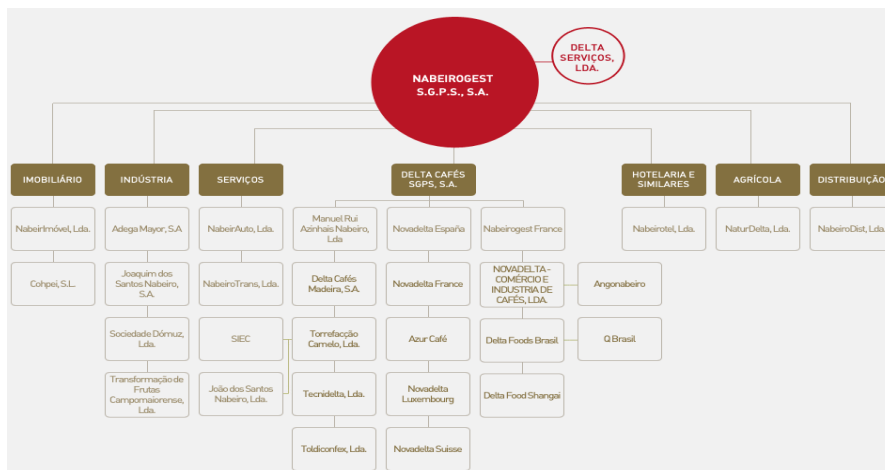 NABEIROGEST
S.G.P.S., S.A.
DELTA
SERVIÇOS,
LDA.
IMOBILIÁRIO
INDÚSTRIA
SERVIÇOS
DELTA CAFÉS
SGPS, S.A.
HOTELARIA E
SIMILARES
AGRÍCOLA
DISTRIBUIÇÃO
NabeirImóvel, Lda.
Adega Mayor, S.A
NabeirAuto, Lda.
Manuel Rui
Azinhais Nabeiro,
Lda
Novadelta España
Nabeirogest France
Nabeirotel, Lda.
NaturDelta, Lda.
NabeiroDist, Lda.
Cohpei, S.L.
Joaquim dos
Santos Nabeiro,
S.A.
NabeiroTrans, Lda.
Delta Cafés
Madeira, S.A.
Novadelta France
NOVADELTA -
COMÉRCIO E
INDUSTRIA DE
CAFÉS, LDA.
Angonabeiro
Sociedade Dómuz,
Lda.
SIEC
Torrefacção
Camelo, Lda.
Azur Café
Delta Foods Brasil
Q Brasil
Transformação de
Frutas
Campomaiorense,
Lda.
João dos Santos
Nabeiro, Lda.
Tecnidelta, Lda.
Novadelta
Luxembourg
Delta Food Shangai
Toldiconfex, Lda.
Novadelta Suisse